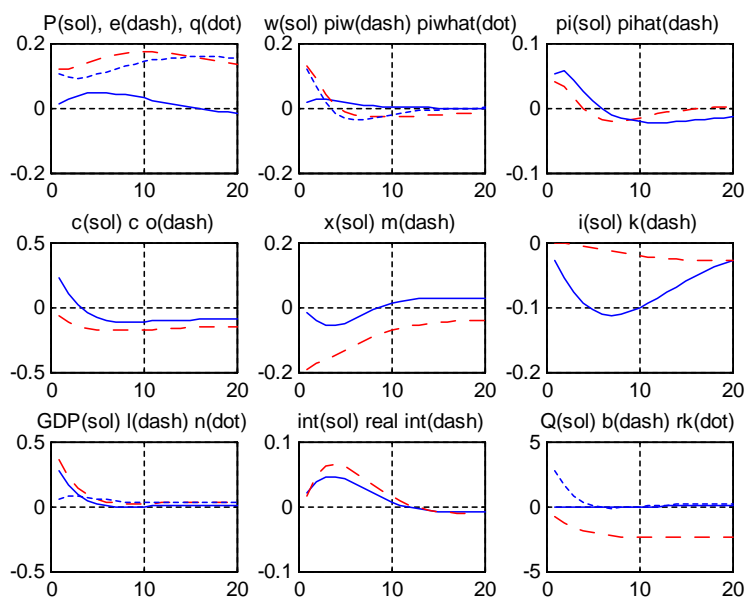 P(sol), e(dash), q(dot)
w(sol) piw(dash) piwhat(dot)
pi(sol) pihat(dash)
0.2
0
-0.2
0 10 20
0.2
0
-0.2
0 10 20
0.1
0
-0.1
0 10 20
c(sol) c o(dash)
x(sol) m(dash)
i(sol) k(dash)
0.5
0
-0.5
0 10 20
0.2
0
-0.2
0 10 20
0
-0.1
-0.2
0 10 20
GDP(sol) l(dash) n(dot)
int(sol) real int(dash)
Q(sol) b(dash) rk(dot)
0.5
0
-0.5
0 10 20
0.1
0
-0.1
0 10 20
5
0
-5
0 10 20